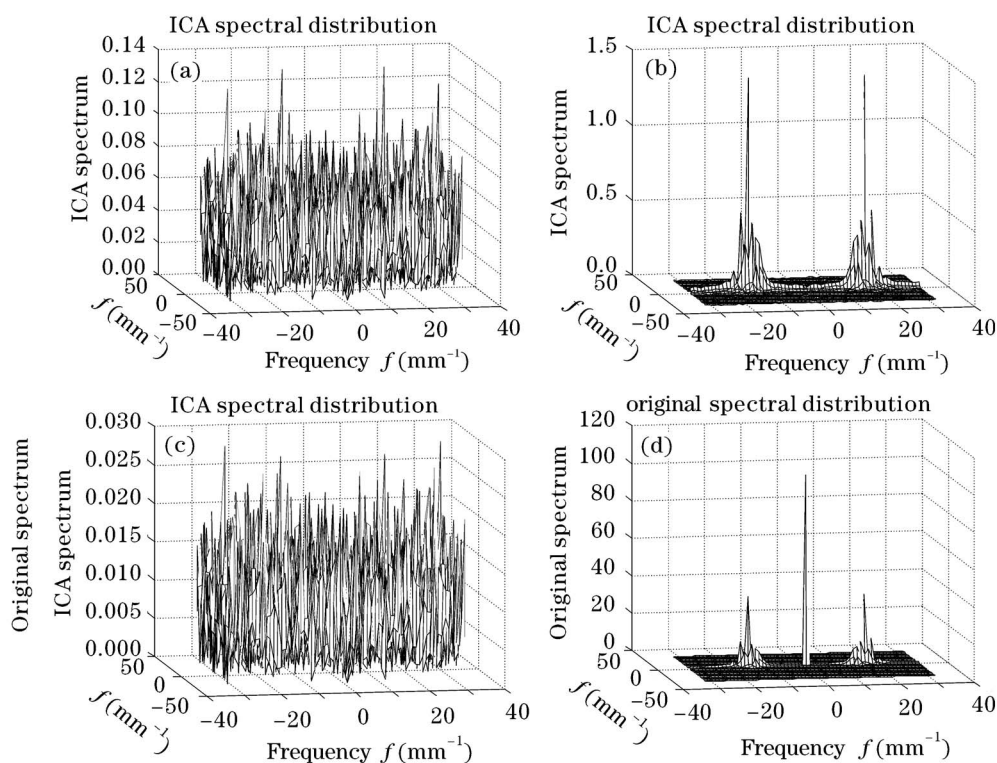 ICA spectral distribution
(a)
ICA spectrum
0.14
0.12
0.10
0.08
0.06
0.04
0.02
0.00
50
0
−50
f (mm⁻¹)
−40
−20
0
20
40
Frequency f (mm⁻¹)
ICA spectral distribution
(b)
ICA spectrum
1.5
1.0
0.5
0.0
50
0
−50
f (mm⁻¹)
−40
−20
0
20
40
Frequency f (mm⁻¹)
ICA spectral distribution
(c)
Original spectrum
ICA spectrum
0.030
0.025
0.020
0.015
0.010
0.005
0.000
50
0
−50
f (mm⁻¹)
−40
−20
0
20
40
Frequency f (mm⁻¹)
original spectral distribution
(d)
Original spectrum
120
100
80
60
40
20
0
50
0
−50
f (mm⁻¹)
−40
−20
0
20
40
Frequency f (mm⁻¹)